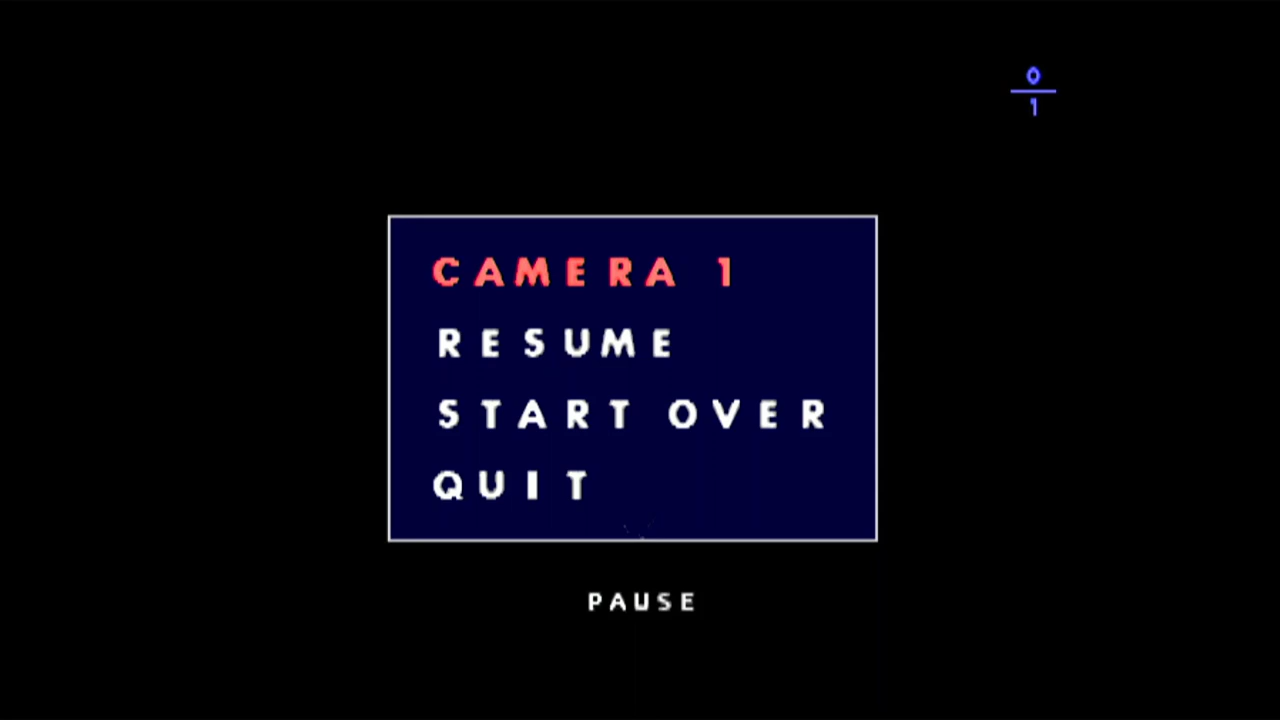 0
1
CAMERA 1
RESUME
START OVER
QUIT
PAUSE